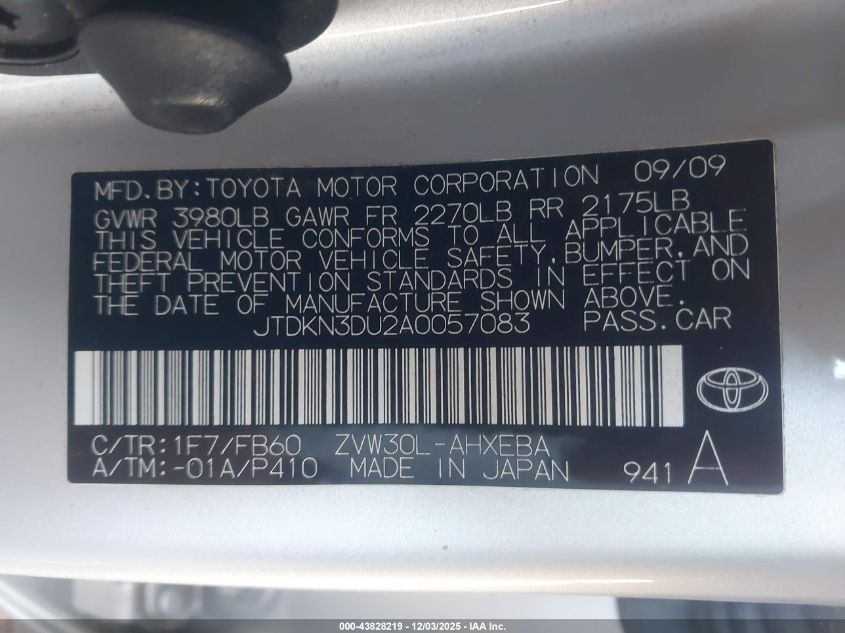 MFD. BY: TOYOTA MOTOR CORPORATION 09/09
GVWR 3980LB GAWR FR 2270LB RR 2175LB
THIS VEHICLE CONFORMS TO ALL APPLICABLE
FEDERAL MOTOR VEHICLE SAFETY, BUMPER, AND
THEFT PREVENTION STANDARDS IN EFFECT ON
THE DATE OF MANUFACTURE SHOWN ABOVE.
JTDKN3DU2A0057083 PASS. CAR
C/TR: 1F7/FB60 ZVW30L-AHXEBA
A/TM: -01A/P410 MADE IN JAPAN 941 A
000-43828219 - 12/03/2025 - IAA Inc.